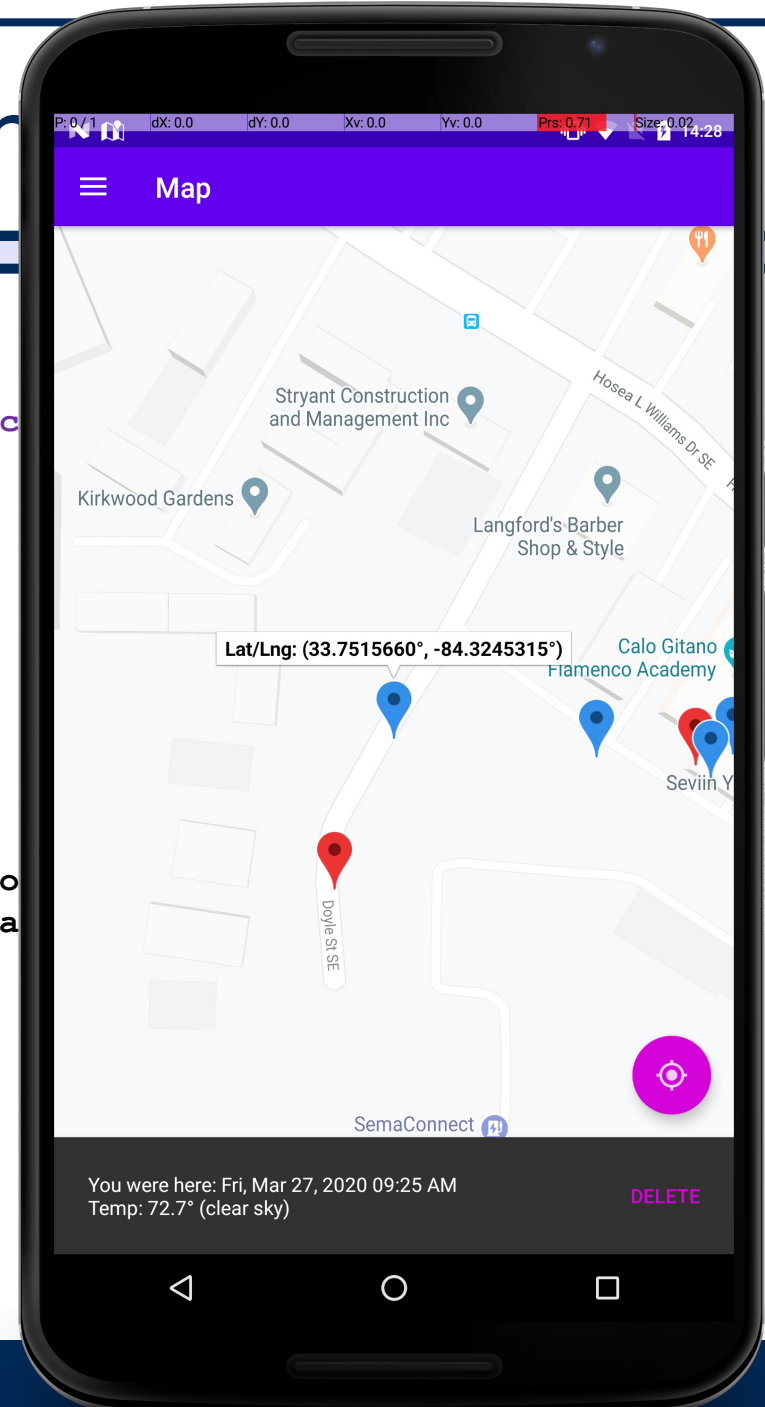 P: 0 / 1 dX: 0.0 dY: 0.0 Xv: 0.0 Yv: 0.0 Prs: 0.71 Size: 0.02
14:28
Map
Hosea L Williams Dr SE
Stryant Construction
and Management Inc
Kirkwood Gardens
Langford's Barber
Shop & Style
Lat/Lng: (33.7515660°, -84.3245315°)
Calo Gitano
Flamenco Academy
Seviin Y
Doyle St SE
SemaConnect
You were here: Fri, Mar 27, 2020 09:25 AM
Temp: 72.7° (clear sky)
DELETE
c
o
a